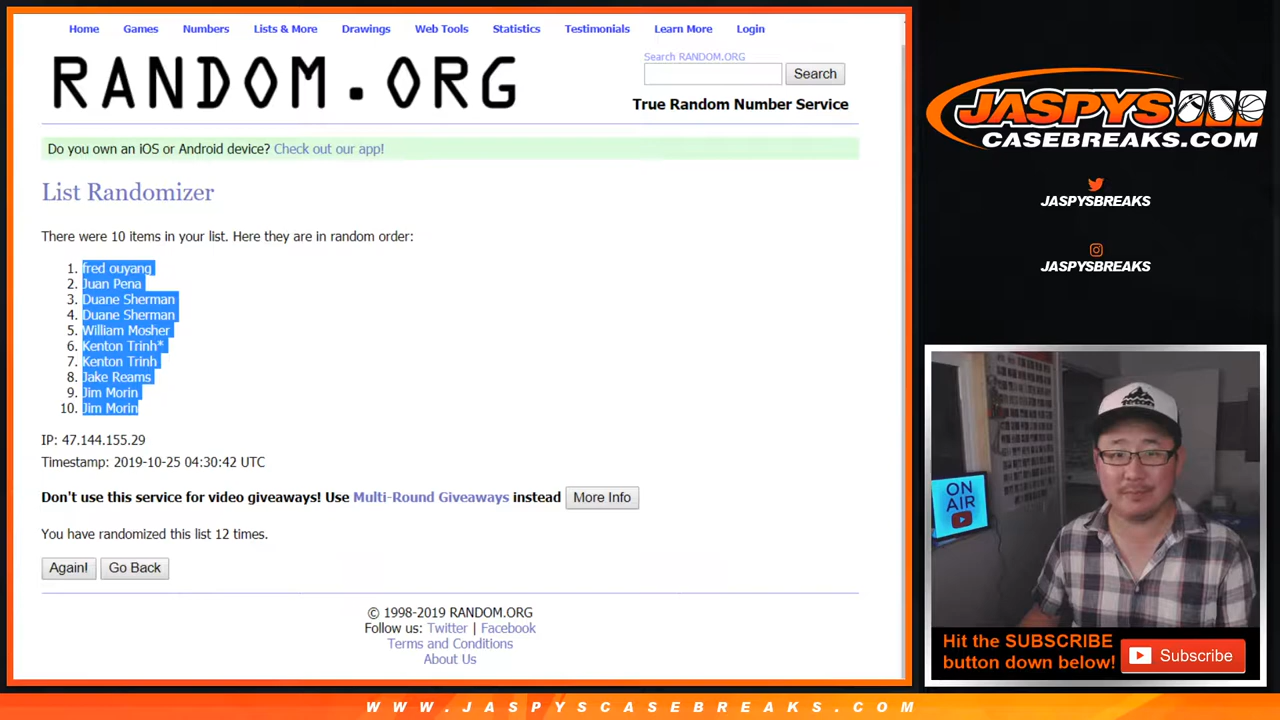 Home Games Numbers Lists & More Drawings Web Tools Statistics Testimonials Learn More Login
RANDOM.ORG
Search RANDOM.ORG
Search
True Random Number Service
Do you own an iOS or Android device? Check out our app!
List Randomizer
There were 10 items in your list. Here they are in random order:
1. fred ouyang
2. Juan Pena
3. Duane Sherman
4. Duane Sherman
5. William Mosher
6. Kenton Trinh*
7. Kenton Trinh
8. Jake Reams
9. Jim Morin
10. Jim Morin
IP: 47.144.155.29
Timestamp: 2019-10-25 04:30:42 UTC
Don't use this service for video giveaways! Use Multi-Round Giveaways instead More Info
You have randomized this list 12 times.
Again! Go Back
© 1998-2019 RANDOM.ORG
Follow us: Twitter | Facebook
Terms and Conditions
About Us
JASPYS
CASEBREAKS.COM
JASPYSBREAKS
JASPYSBREAKS
ON
AIR
Hit the SUBSCRIBE
button down below!
Subscribe
WWW.JASPYSCASEBREAKS.COM